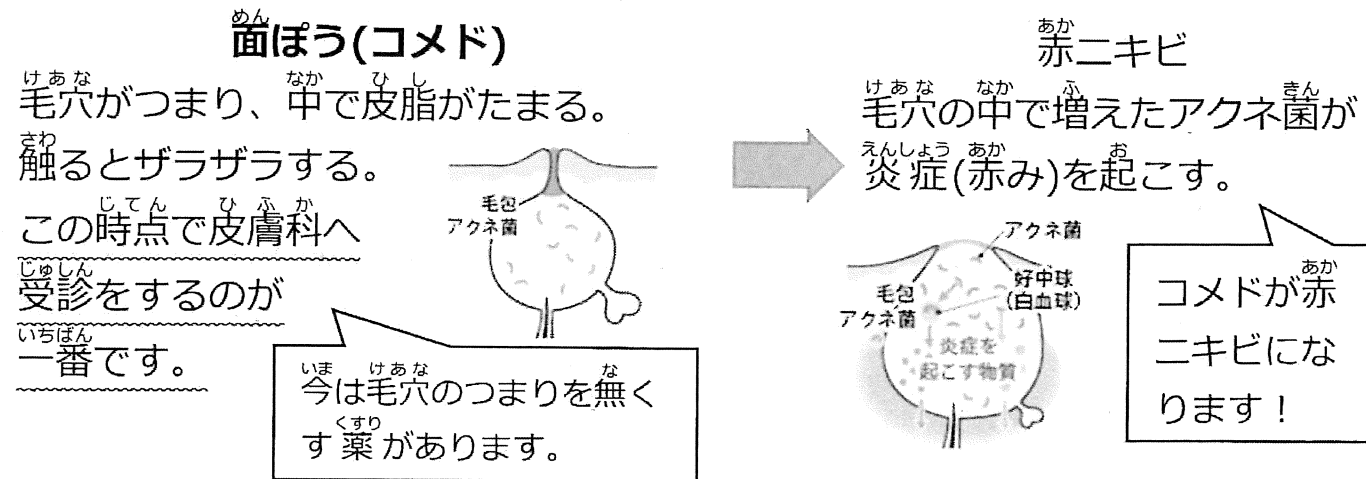 面ぽう(コメド)
毛穴がつまり、中で皮脂がたまる。
触るとザラザラする。
この時点で皮膚科へ
受診をするのが
一番です。
毛包
アクネ菌
今は毛穴のつまりを無く
す薬があります。
赤ニキビ
毛穴の中で増えたアクネ菌が
炎症(赤み)を起こす。
アクネ菌
毛包
アクネ菌
好中球
(白血球)
炎症を
起こす物質
コメドが赤
ニキビにな
ります！